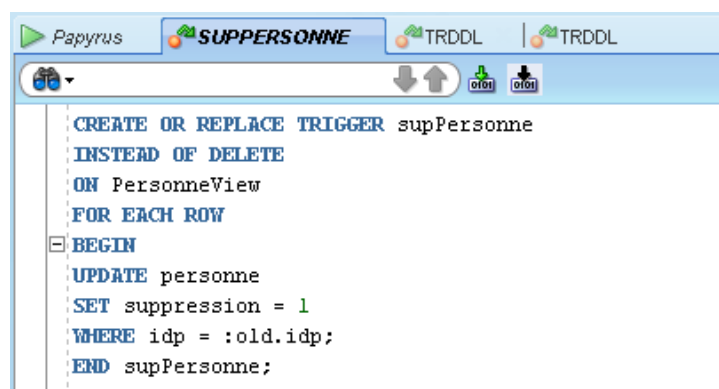 Papyrus SUPPERSONNE TRDDL TRDDL
CREATE OR REPLACE TRIGGER supPersonne
INSTEAD OF DELETE
ON PersonneView
FOR EACH ROW
BEGIN
UPDATE personne
SET suppression = 1
WHERE idp = :old.idp;
END supPersonne;